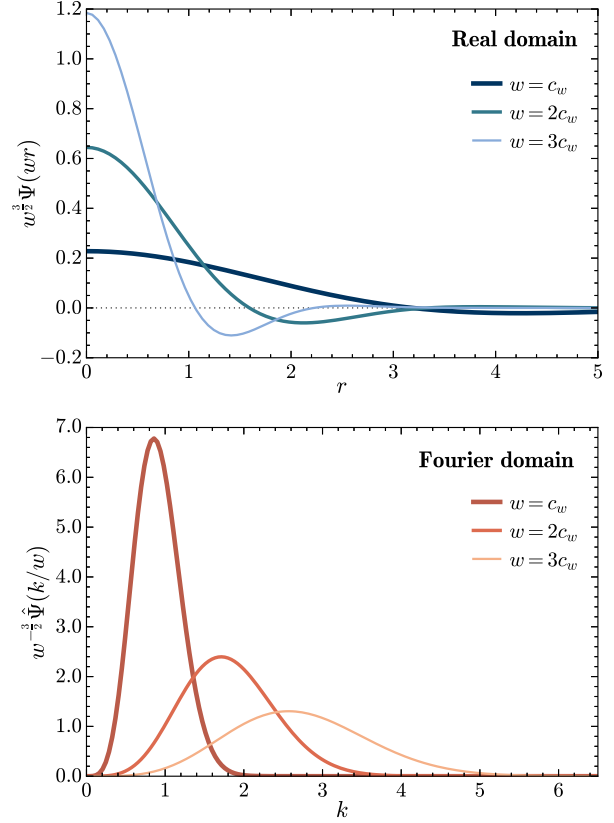 1.2
1.0
0.8
0.6
0.4
0.2
0.0
−0.2
w^{3/2} Ψ(wr)
Real domain
w = c_w
w = 2c_w
w = 3c_w
0 1 2 3 4 5
r
7.0
6.0
5.0
4.0
3.0
2.0
1.0
0.0
w^{−3/2} Ψ̂(k/w)
Fourier domain
w = c_w
w = 2c_w
w = 3c_w
0 1 2 3 4 5 6
k